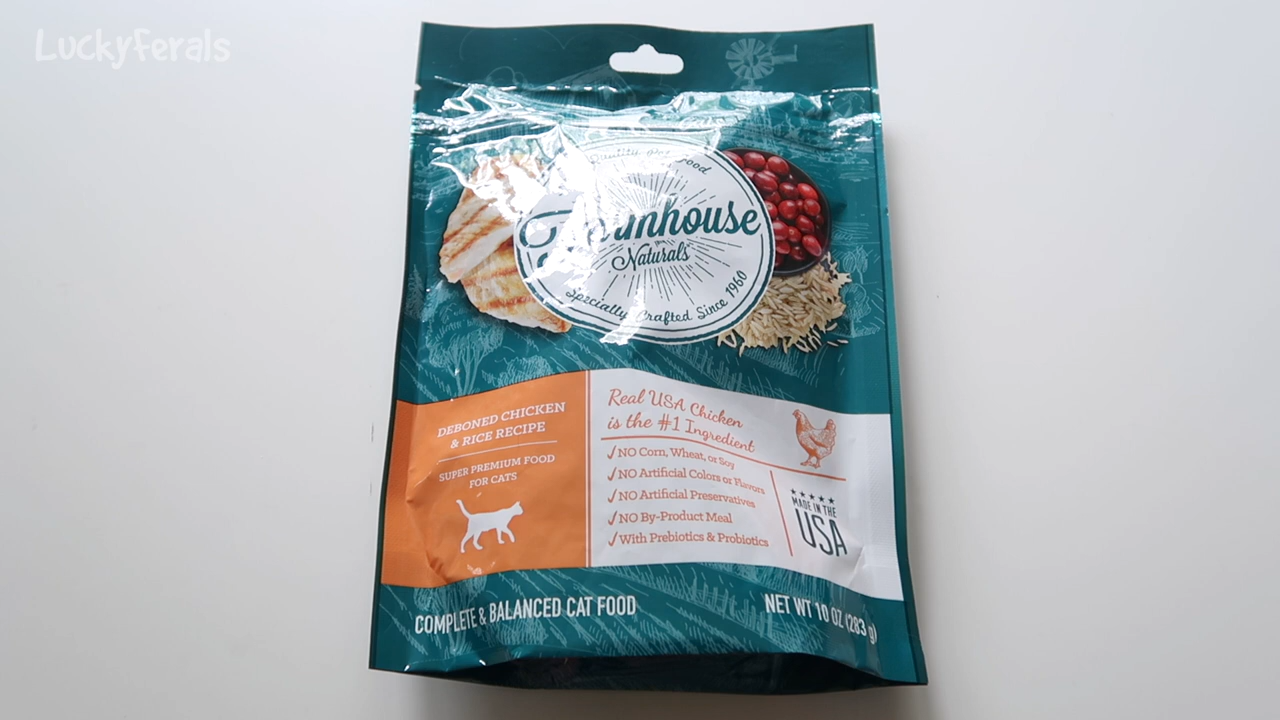 LuckyFerals
Quality Pet Food
Farmhouse
Naturals
Specially Crafted Since 1960
DEBONED CHICKEN
& RICE RECIPE
SUPER PREMIUM FOOD
FOR CATS
Real USA Chicken
is the #1 Ingredient
✓NO Corn, Wheat, or Soy
✓NO Artificial Colors or Flavors
✓NO Artificial Preservatives
✓NO By-Product Meal
✓With Prebiotics & Probiotics
MADE IN THE
USA
COMPLETE & BALANCED CAT FOOD
NET WT 10 OZ (283 g)